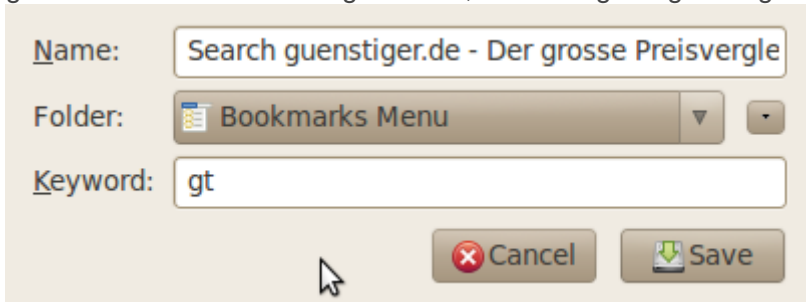 Name: Search guenstiger.de - Der grosse Preisvergle
Folder: Bookmarks Menu
Keyword: gt
Cancel Save